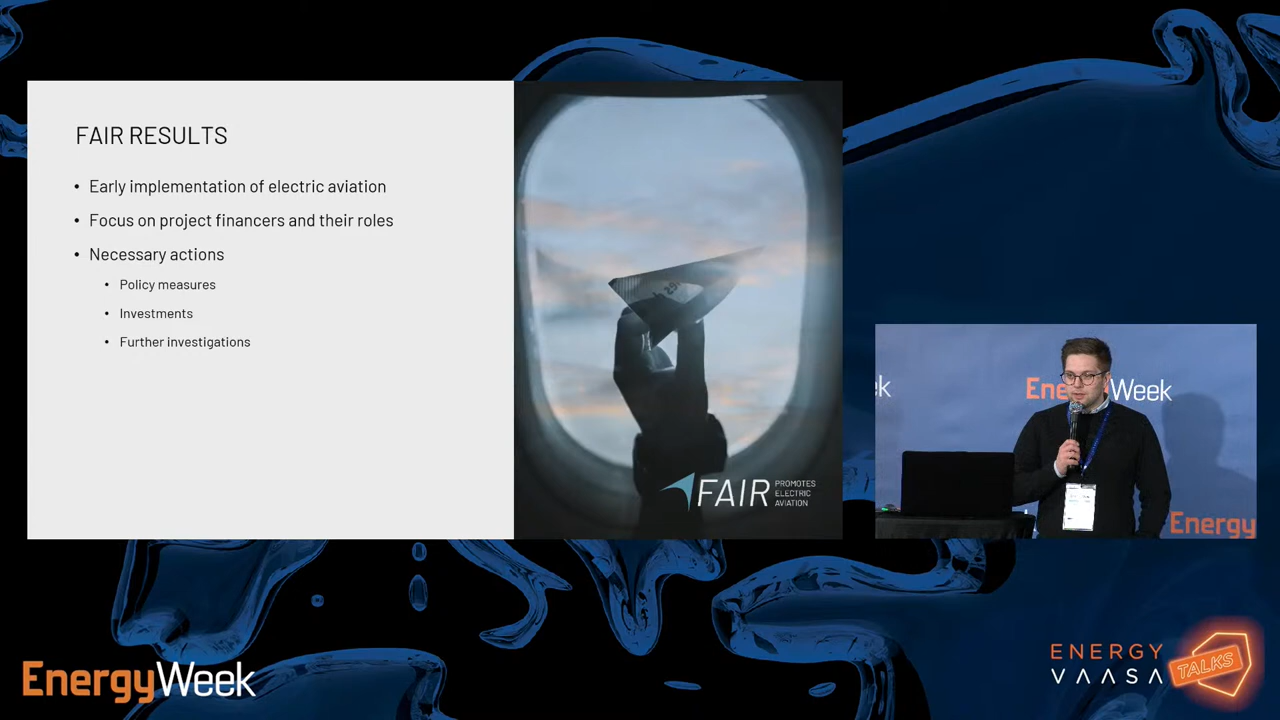 FAIR RESULTS
• Early implementation of electric aviation
• Focus on project financers and their roles
• Necessary actions
• Policy measures
• Investments
• Further investigations
FAIR PROMOTES
ELECTRIC
AVIATION
k
EnergyWeek
Energy
EnergyWeek
ENERGY
VAASA
TALKS